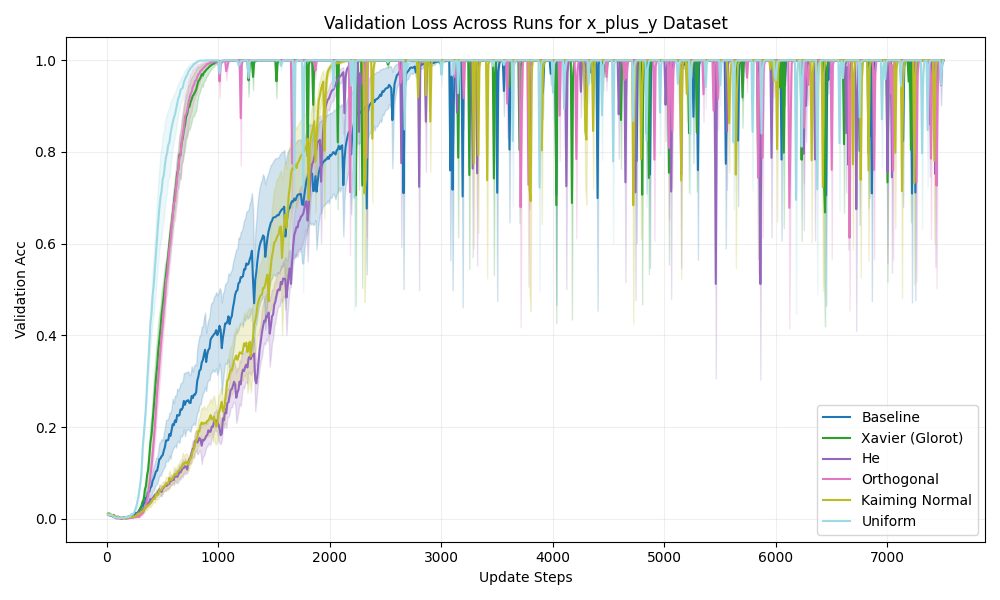 Validation Loss Across Runs for x_plus_y Dataset
Validation Acc
1.0
0.8
0.6
0.4
0.2
0.0
Baseline
Xavier (Glorot)
He
Orthogonal
Kaiming Normal
Uniform
0 1000 2000 3000 4000 5000 6000 7000
Update Steps